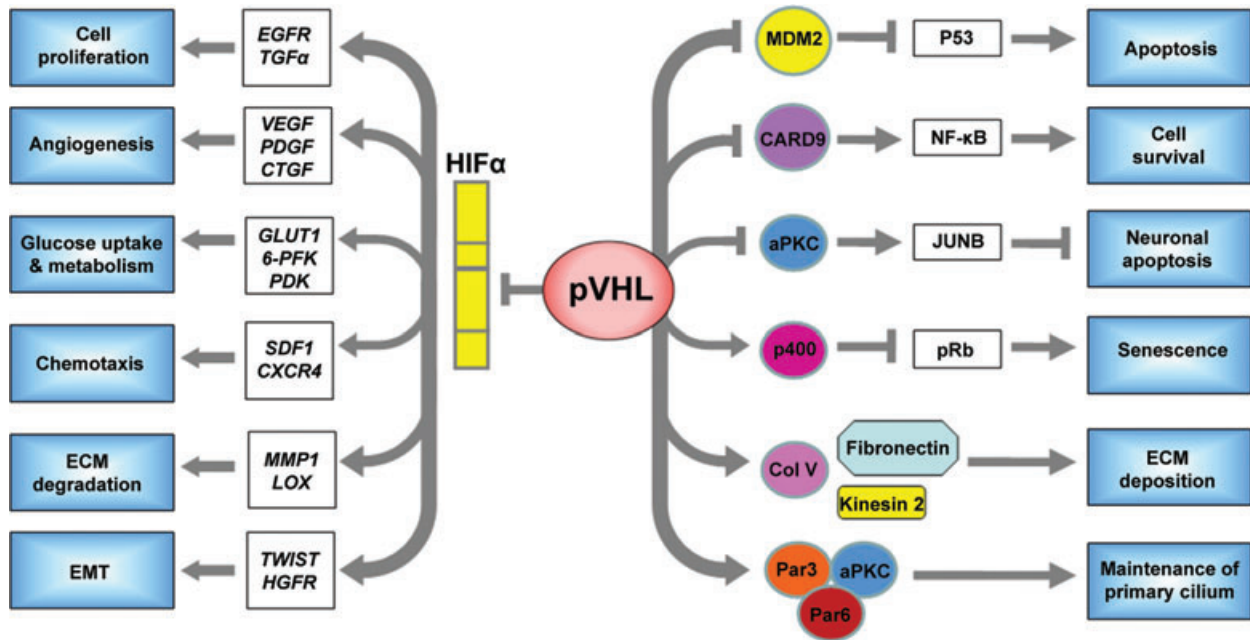 Cell
proliferation
EGFR
TGFα
Angiogenesis
VEGF
PDGF
CTGF
Glucose uptake
& metabolism
GLUT1
6-PFK
PDK
Chemotaxis
SDF1
CXCR4
ECM
degradation
MMP1
LOX
EMT
TWIST
HGFR
HIFα
pVHL
MDM2
P53
Apoptosis
CARD9
NF-κB
Cell
survival
aPKC
JUNB
Neuronal
apoptosis
p400
pRb
Senescence
Col V
Fibronectin
Kinesin 2
ECM
deposition
Par3
aPKC
Par6
Maintenance of
primary cilium